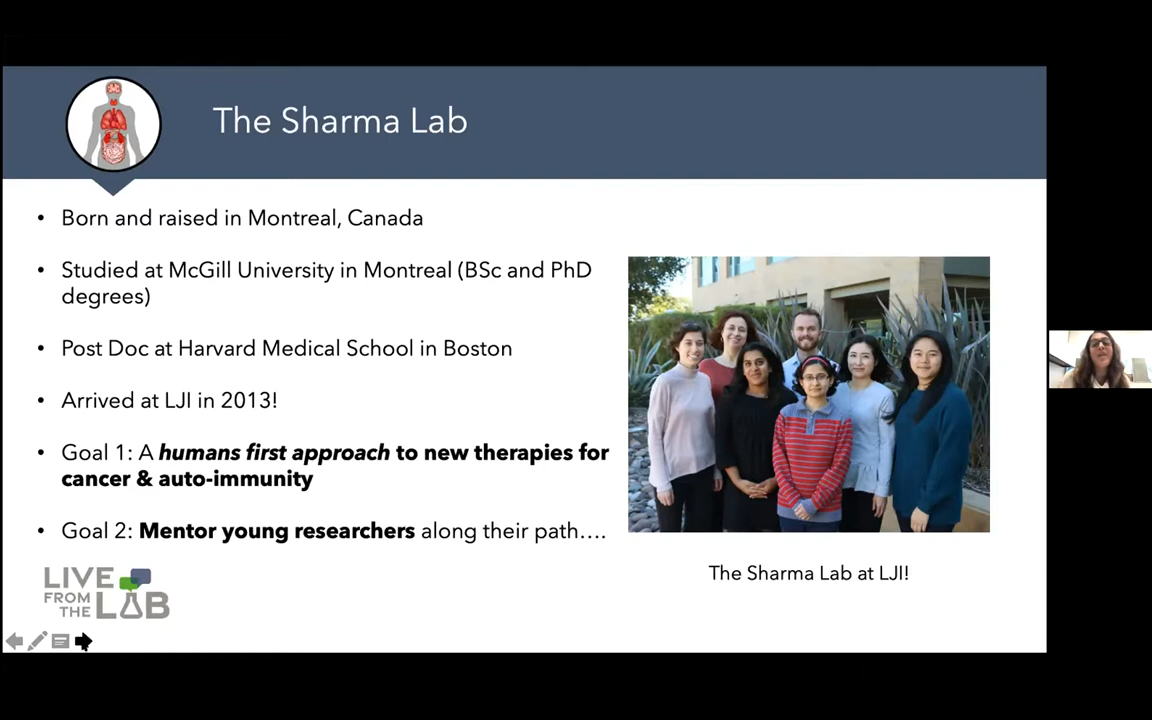 The Sharma Lab
• Born and raised in Montreal, Canada
• Studied at McGill University in Montreal (BSc and PhD
degrees)
• Post Doc at Harvard Medical School in Boston
• Arrived at LJI in 2013!
• Goal 1: A humans first approach to new therapies for
cancer & auto-immunity
• Goal 2: Mentor young researchers along their path….
The Sharma Lab at LJI!
LIVE
FROM
THE LAB